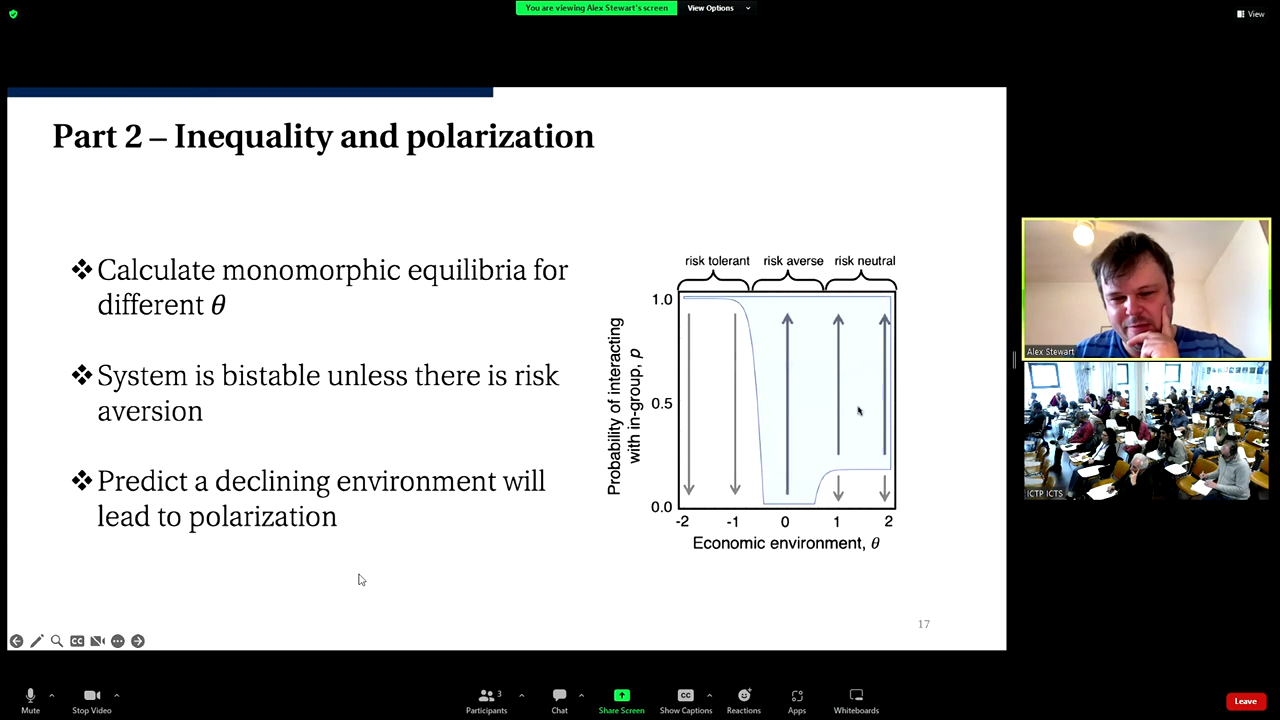 You are viewing Alex Stewart's screen
View Options
View
Part 2 – Inequality and polarization
❖ Calculate monomorphic equilibria for
different θ
❖ System is bistable unless there is risk
aversion
❖ Predict a declining environment will
lead to polarization
risk tolerant risk averse risk neutral
1.0
0.5
0.0
Probability of interacting
with in-group, p
-2 -1 0 1 2
Economic environment, θ
17
Alex Stewart
ICTP ICTS
CC
Mute
Stop Video
3
Participants
Chat
Share Screen
CC
Show Captions
Reactions
Apps
Whiteboards
Leave